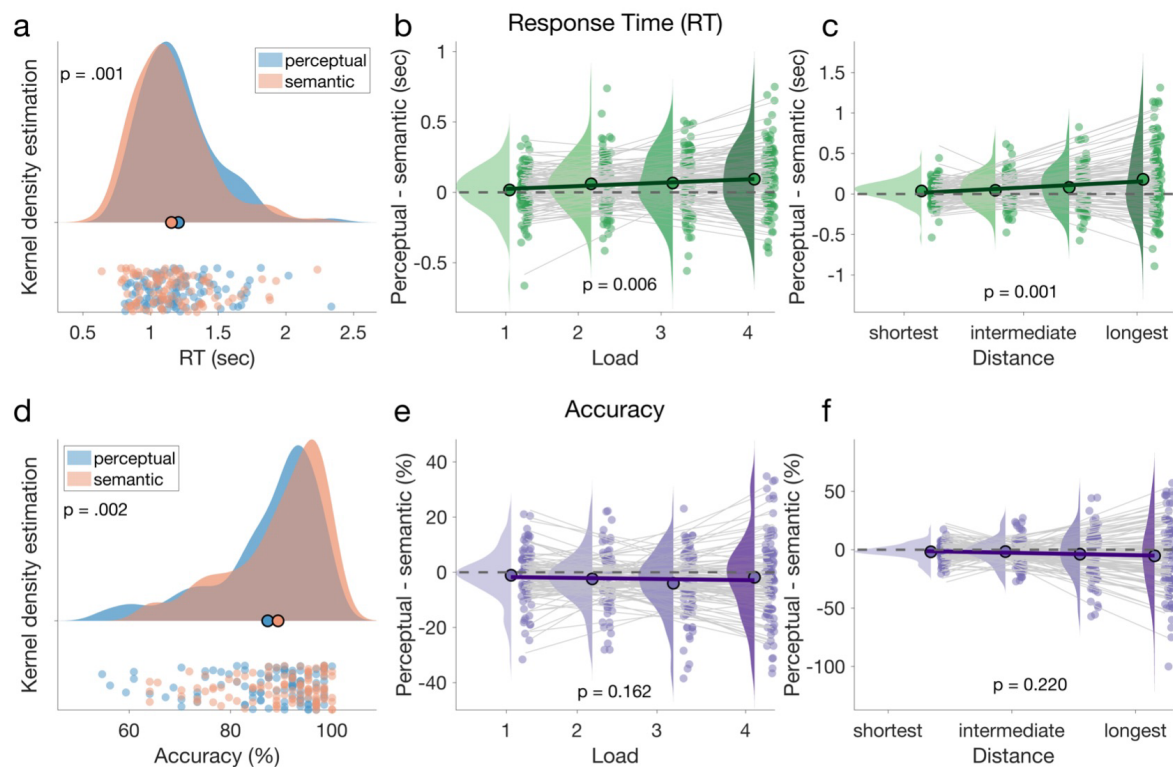 a
Kernel density estimation
p = .001
perceptual
semantic
0.5 1 1.5 2 2.5
RT (sec)
Response Time (RT)
b
Perceptual - semantic (sec)
1
0.5
0
-0.5
p = 0.006
1 2 3 4
Load
c
Perceptual - semantic (sec)
1.5
1
0.5
0
-0.5
-1
p = 0.001
shortest intermediate longest
Distance
d
Kernel density estimation
perceptual
semantic
p = .002
60 80 100
Accuracy (%)
Accuracy
e
Perceptual - semantic (%)
40
20
0
-20
-40
p = 0.162
1 2 3 4
Load
f
Perceptual - semantic (%)
50
0
-50
-100
p = 0.220
shortest intermediate longest
Distance